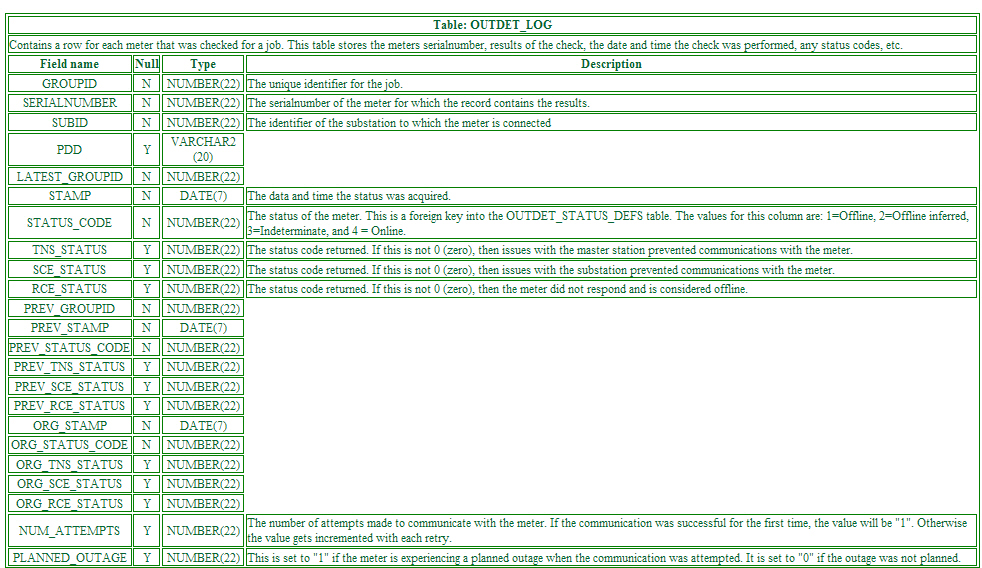 Table: OUTDET_LOG
Contains a row for each meter that was checked for a job. This table stores the meters serialnumber, results of the check, the date and time the check was performed, any status codes, etc.
Field name Null Type Description
GROUPID N NUMBER(22) The unique identifier for the job.
SERIALNUMBER N NUMBER(22) The serialnumber of the meter for which the record contains the results.
SUBID N NUMBER(22) The identifier of the substation to which the meter is connected
PDD Y VARCHAR2
(20)
LATEST_GROUPID N NUMBER(22)
STAMP N DATE(7) The data and time the status was acquired.
STATUS_CODE N NUMBER(22) The status of the meter. This is a foreign key into the OUTDET_STATUS_DEFS table. The values for this column are: 1=Offline, 2=Offline inferred,
3=Indeterminate, and 4 = Online.
TNS_STATUS Y NUMBER(22) The status code returned. If this is not 0 (zero), then issues with the master station prevented communications with the meter.
SCE_STATUS Y NUMBER(22) The status code returned. If this is not 0 (zero), then issues with the substation prevented communications with the meter.
RCE_STATUS Y NUMBER(22) The status code returned. If this is not 0 (zero), then the meter did not respond and is considered offline.
PREV_GROUPID N NUMBER(22)
PREV_STAMP N DATE(7)
PREV_STATUS_CODE N NUMBER(22)
PREV_TNS_STATUS Y NUMBER(22)
PREV_SCE_STATUS Y NUMBER(22)
PREV_RCE_STATUS Y NUMBER(22)
ORG_STAMP N DATE(7)
ORG_STATUS_CODE N NUMBER(22)
ORG_TNS_STATUS Y NUMBER(22)
ORG_SCE_STATUS Y NUMBER(22)
ORG_RCE_STATUS Y NUMBER(22)
NUM_ATTEMPTS Y NUMBER(22) The number of attempts made to communicate with the meter. If the communication was successful for the first time, the value will be "1". Otherwise
the value gets incremented with each retry.
PLANNED_OUTAGE Y NUMBER(22) This is set to "1" if the meter is experiencing a planned outage when the communication was attempted. It is set to "0" if the outage was not planned.